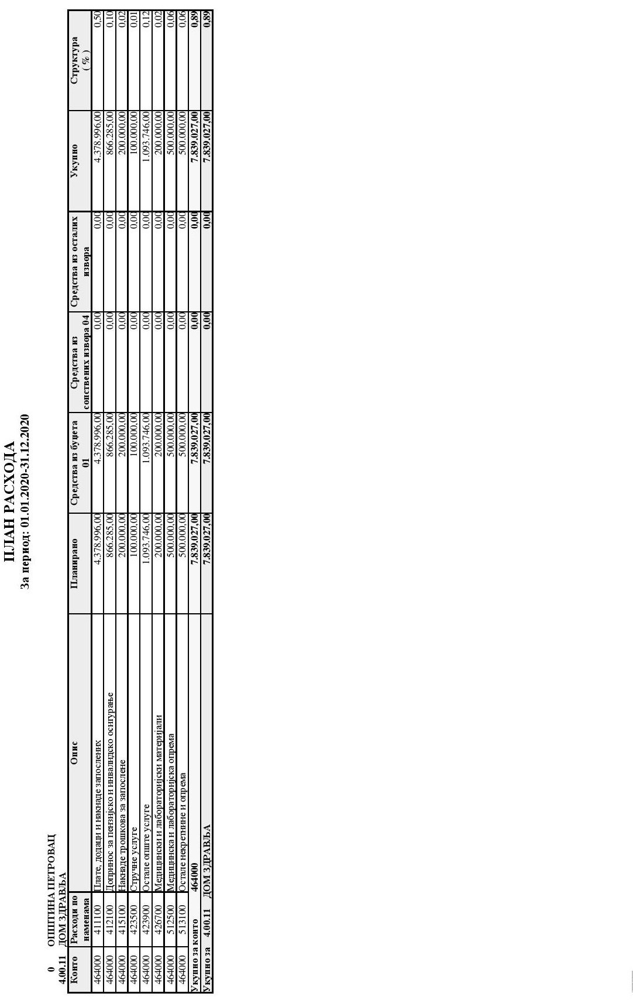 ПЛАН РАСХОДА
За период: 01.01.2020-31.12.2020
0 ОПШТИНА ПЕТРОВАЦ
4.00.11 ДОМ ЗДРАВЉА
Конто Расходи по наменама Опис Планирано Средства из буџета 01 Средства из сопствених извора 04 Средства из осталих извора Укупно Структура ( % )
464000 411100 Плате, додаци и накнаде запослених 4.378.996,00 4.378.996,00 0,00 0,00 4.378.996,00 0,50
464000 412100 Допринос за пензијско и инвалидско осигурање 866.285,00 866.285,00 0,00 0,00 866.285,00 0,10
464000 415100 Накнаде трошкова за запослене 200.000,00 200.000,00 0,00 0,00 200.000,00 0,02
464000 423500 Стручне услуге 100.000,00 100.000,00 0,00 0,00 100.000,00 0,01
464000 423900 Остале опште услуге 1.093.746,00 1.093.746,00 0,00 0,00 1.093.746,00 0,12
464000 426700 Медицински и лабораторијски материјали 200.000,00 200.000,00 0,00 0,00 200.000,00 0,02
464000 512500 Медицинска и лабораторијска опрема 500.000,00 500.000,00 0,00 0,00 500.000,00 0,06
464000 513100 Остале некретнине и опрема 500.000,00 500.000,00 0,00 0,00 500.000,00 0,06
Укупно за конто 464000 7.839.027,00 7.839.027,00 0,00 0,00 7.839.027,00 0,89
Укупно за 4.00.11 ДОМ ЗДРАВЉА 7.839.027,00 7.839.027,00 0,00 0,00 7.839.027,00 0,89